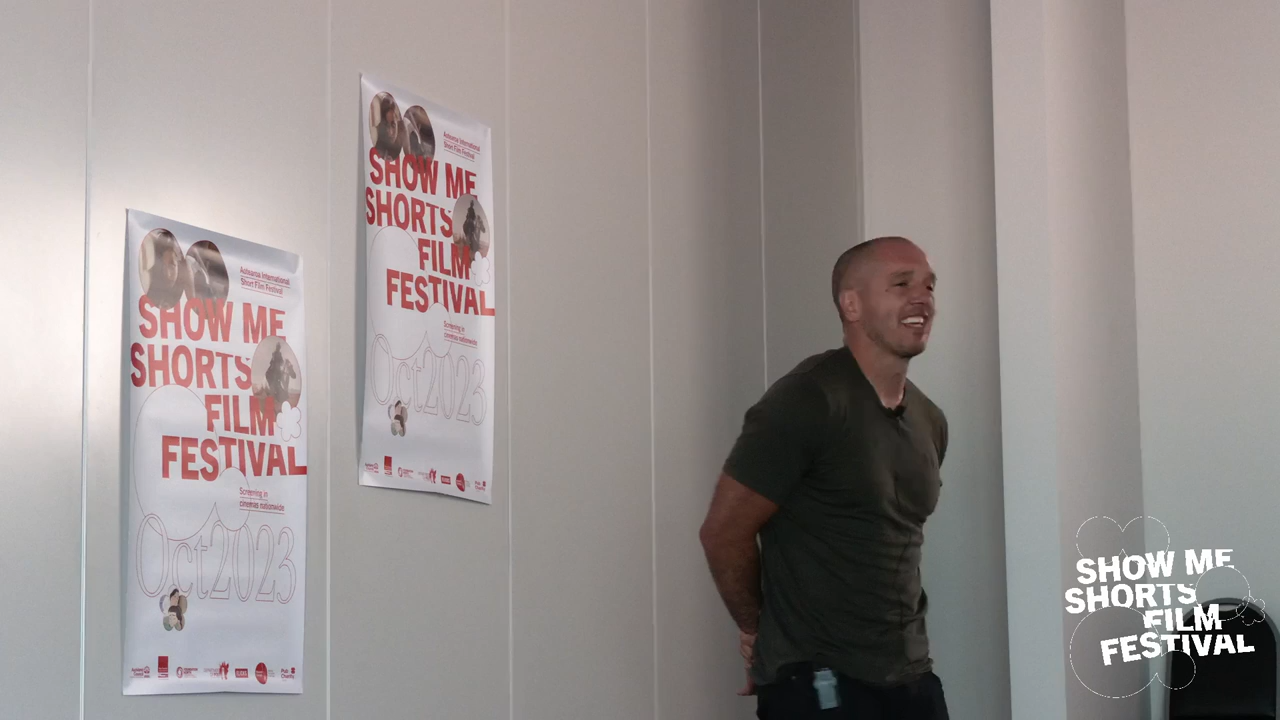 Aotearoa International
Short Film Festival
SHOW ME
SHORTS
FILM
FESTIVAL
Screening in
cinemas nationwide
Oct2023
Aotearoa International
Short Film Festival
SHOW ME
SHORTS
FILM
FESTIVAL
Screening in
cinemas nationwide
Oct2023
SHOW ME
SHORTS
FILM
FESTIVAL